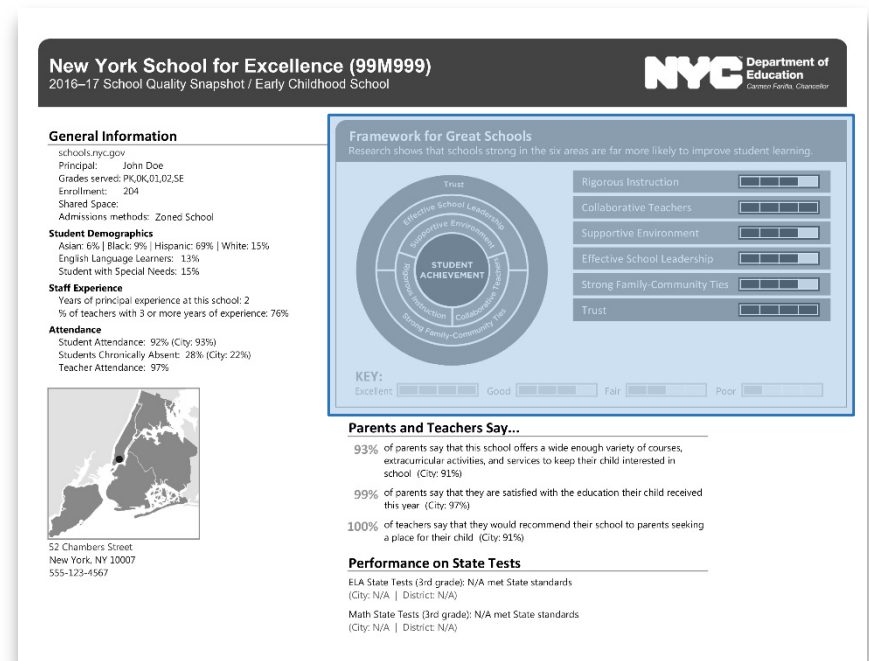 New York School for Excellence (99M999)
2016–17 School Quality Snapshot / Early Childhood School
NYC Department of
Education
Carmen Fariña, Chancellor
General Information
schools.nyc.gov
Principal: John Doe
Grades served: PK,0K,01,02,SE
Enrollment: 204
Shared Space:
Admissions methods: Zoned School
Student Demographics
Asian: 6% | Black: 9% | Hispanic: 69% | White: 15%
English Language Learners: 13%
Student with Special Needs: 15%
Staff Experience
Years of principal experience at this school: 2
% of teachers with 3 or more years of experience: 76%
Attendance
Student Attendance: 92% (City: 93%)
Students Chronically Absent: 28% (City: 22%)
Teacher Attendance: 97%
52 Chambers Street
New York, NY 10007
555-123-4567
Framework for Great Schools
Research shows that schools strong in the six areas are far more likely to improve student learning.
Trust
Effective School Leadership
Supportive Environment
STUDENT
ACHIEVEMENT
Rigorous Instruction
Collaborative Teachers
Strong Family-Community Ties
Rigorous Instruction
Collaborative Teachers
Supportive Environment
Effective School Leadership
Strong Family-Community Ties
Trust
KEY:
Excellent Good Fair Poor
Parents and Teachers Say...
93% of parents say that this school offers a wide enough variety of courses,
extracurricular activities, and services to keep their child interested in
school (City: 91%)
99% of parents say that they are satisfied with the education their child received
this year (City: 97%)
100% of teachers say that they would recommend their school to parents seeking
a place for their child (City: 91%)
Performance on State Tests
ELA State Tests (3rd grade): N/A met State standards
(City: N/A | District: N/A)
Math State Tests (3rd grade): N/A met State standards
(City: N/A | District: N/A)